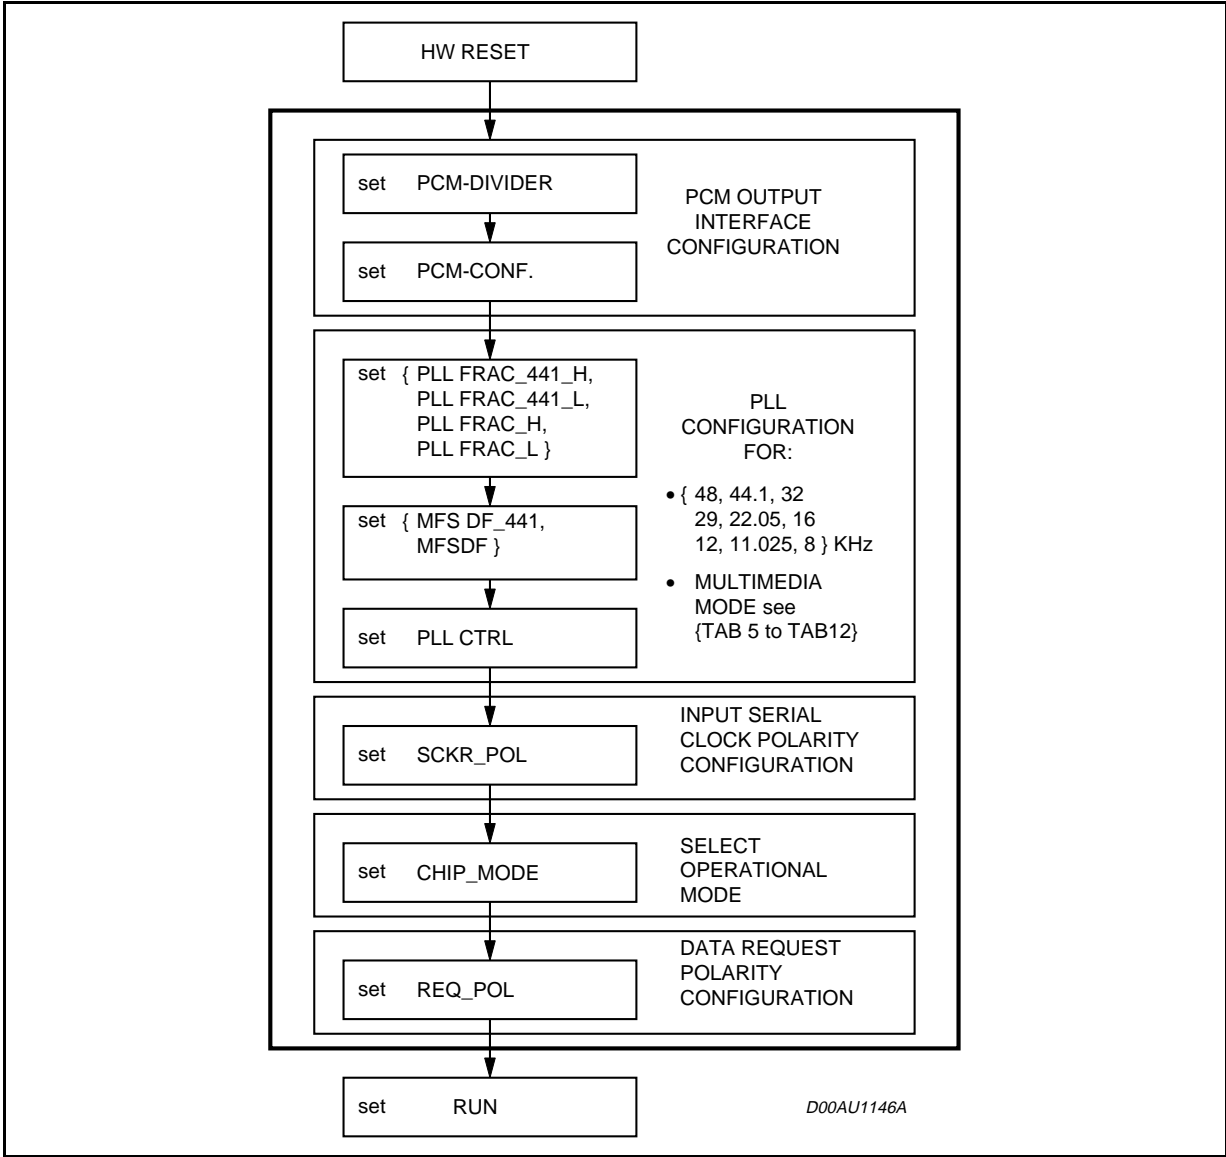 HW RESET
set PCM-DIVIDER
set PCM-CONF.
PCM OUTPUT
INTERFACE
CONFIGURATION
set { PLL FRAC_441_H,
PLL FRAC_441_L,
PLL FRAC_H,
PLL FRAC_L }
set { MFS DF_441,
MFSDF }
set PLL CTRL
PLL
CONFIGURATION
FOR:
• { 48, 44.1, 32
29, 22.05, 16
12, 11.025, 8 } KHz
• MULTIMEDIA
MODE see
{TAB 5 to TAB12}
set SCKR_POL
INPUT SERIAL
CLOCK POLARITY
CONFIGURATION
set CHIP_MODE
SELECT
OPERATIONAL
MODE
set REQ_POL
DATA REQUEST
POLARITY
CONFIGURATION
set RUN
D00AU1146A